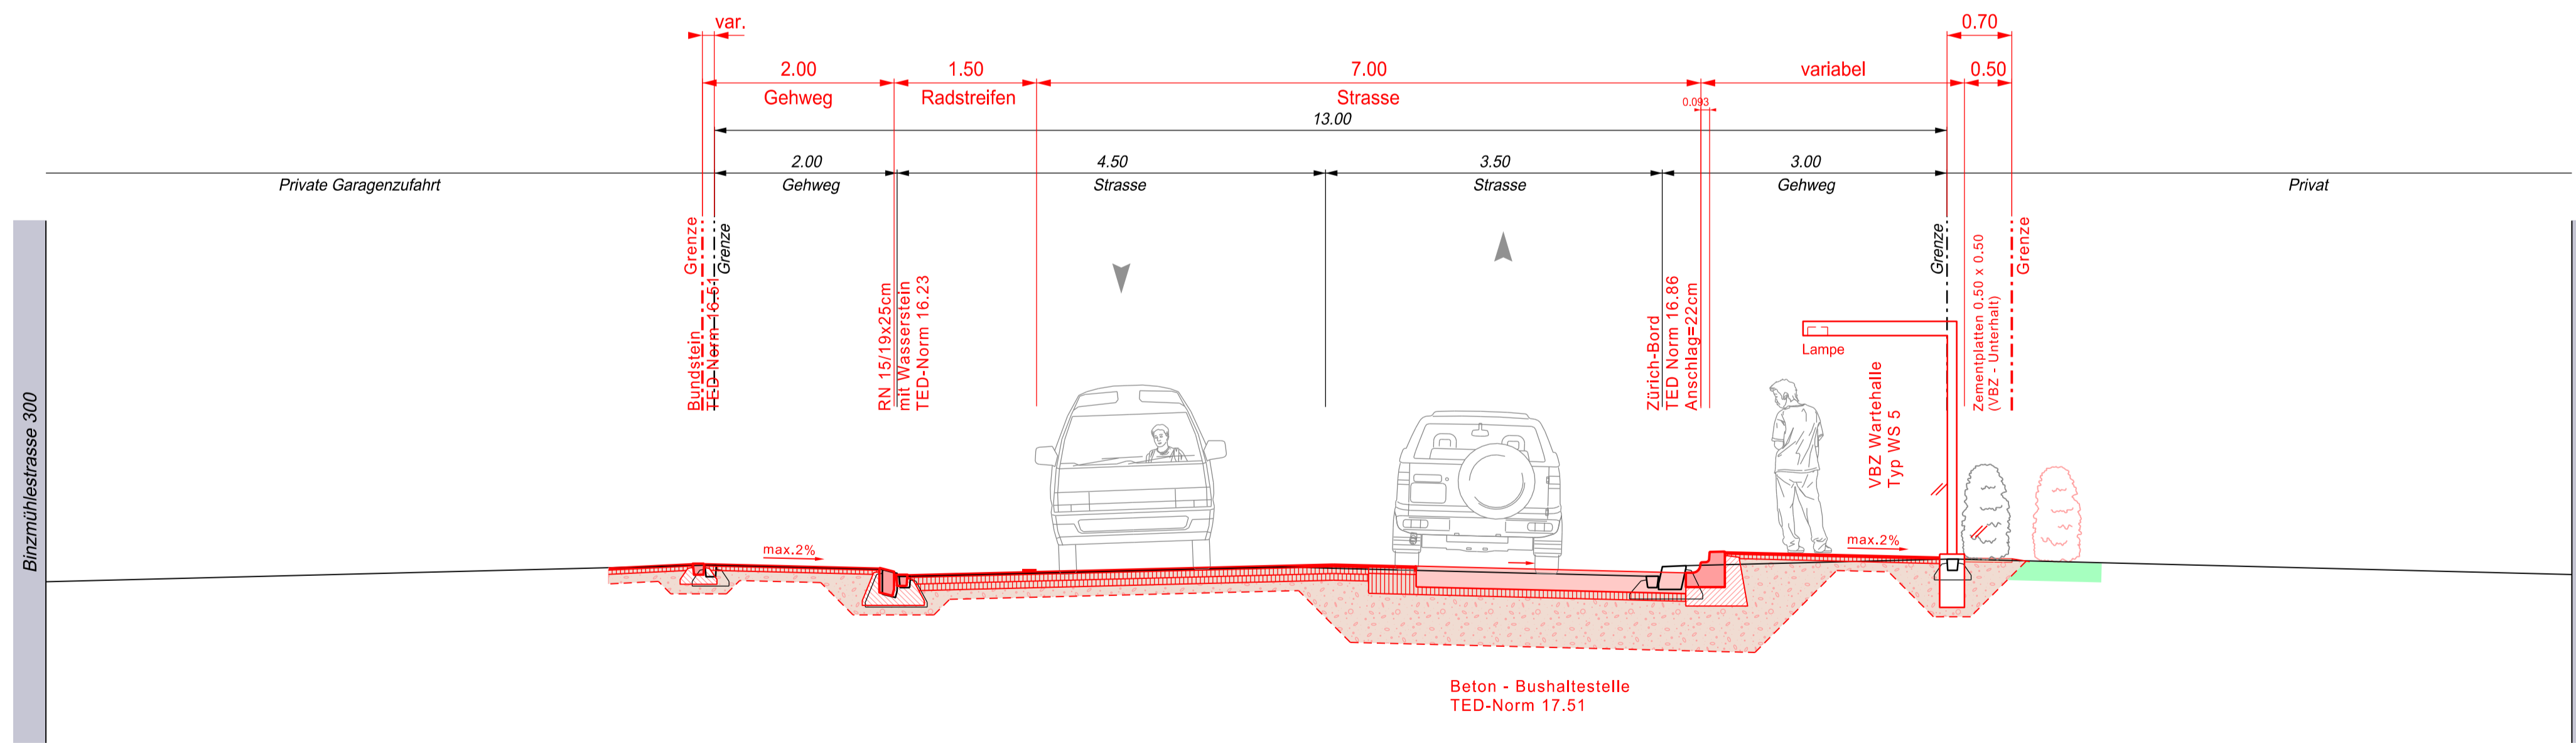 var.
0.70
2.00
1.50
7.00
variabel
0.50
Gehweg
Radstreifen
Strasse
0.093
13.00
2.00
4.50
3.50
3.00
Private Garagenzufahrt
Gehweg
Strasse
Strasse
Gehweg
Privat
Grenze
Grenze
Bundstein
TED-Norm 16.51
RN 15/19x25cm
mit Wasserstein
TED-Norm 16.23
Zürich-Bord
TED Norm 16.86
Anschlag=22cm
Grenze
Zementplatten 0.50 x 0.50
(VBZ - Unterhalt)
Grenze
Lampe
VBZ Wartehalle
Typ WS 5
Binzmühlestrasse 300
max.2%
max.2%
Beton - Bushaltestelle
TED-Norm 17.51